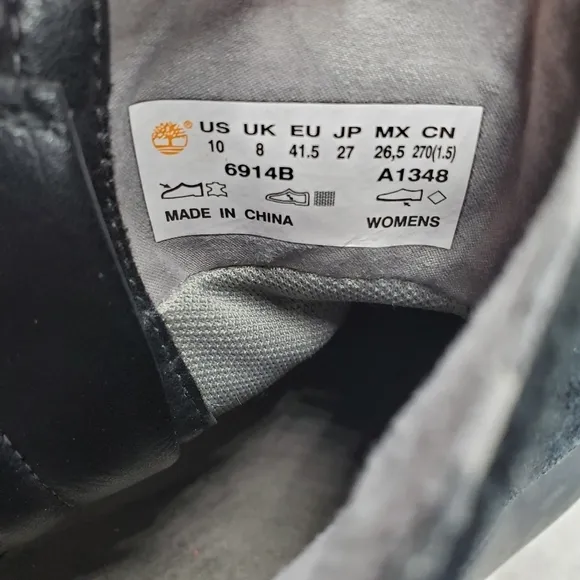 US UK EU JP MX CN
10 8 41.5 27 26,5 270(1.5)
6914B A1348
MADE IN CHINA WOMENS